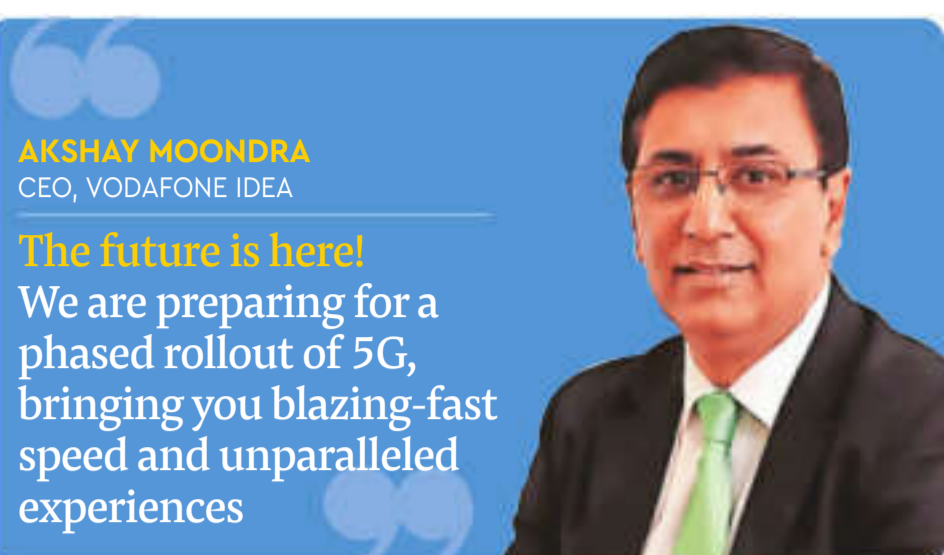 AKSHAY MOONDRA
CEO, VODAFONE IDEA
The future is here!
We are preparing for a
phased rollout of 5G,
bringing you blazing-fast
speed and unparalleled
experiences